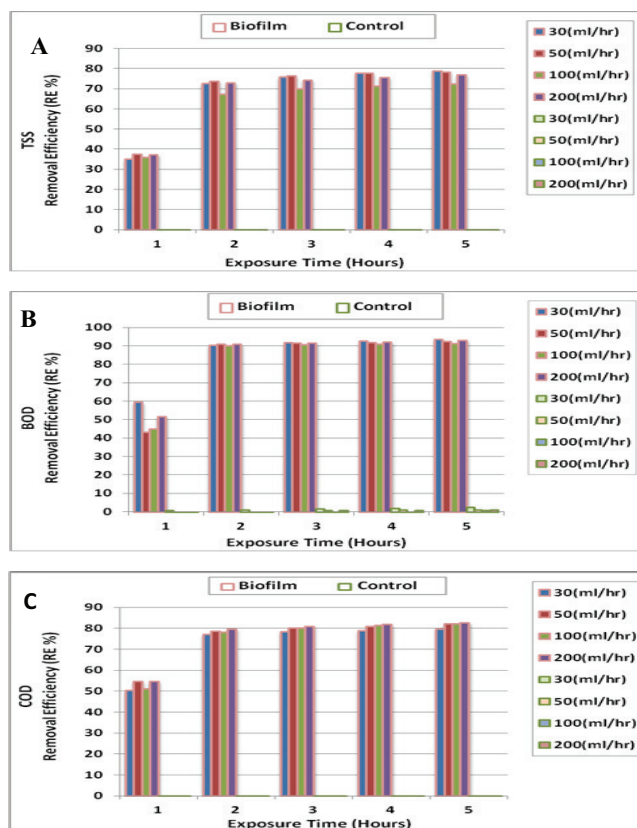 A
Biofilm Control
TSS
Removal Efficiency (RE %)
90
80
70
60
50
40
30
20
10
0
1 2 3 4 5
Exposure Time (Hours)
30(ml/hr)
50(ml/hr)
100(ml/hr)
200(ml/hr)
30(ml/hr)
50(ml/hr)
100(ml/hr)
200(ml/hr)
B
Biofilm Control
BOD
Removal Efficiency (RE %)
100
90
80
70
60
50
40
30
20
10
0
1 2 3 4 5
Exposure Time (Hours)
30(ml/hr)
50(ml/hr)
100(ml/hr)
200(ml/hr)
30(ml/hr)
50(ml/hr)
100(ml/hr)
200(ml/hr)
C
Biofilm Control
COD
Removal Efficiency (RE %)
90
80
70
60
50
40
30
20
10
0
1 2 3 4 5
Exposure Time (Hours)
30(ml/hr)
50(ml/hr)
100(ml/hr)
200(ml/hr)
30(ml/hr)
50(ml/hr)
100(ml/hr)
200(ml/hr)